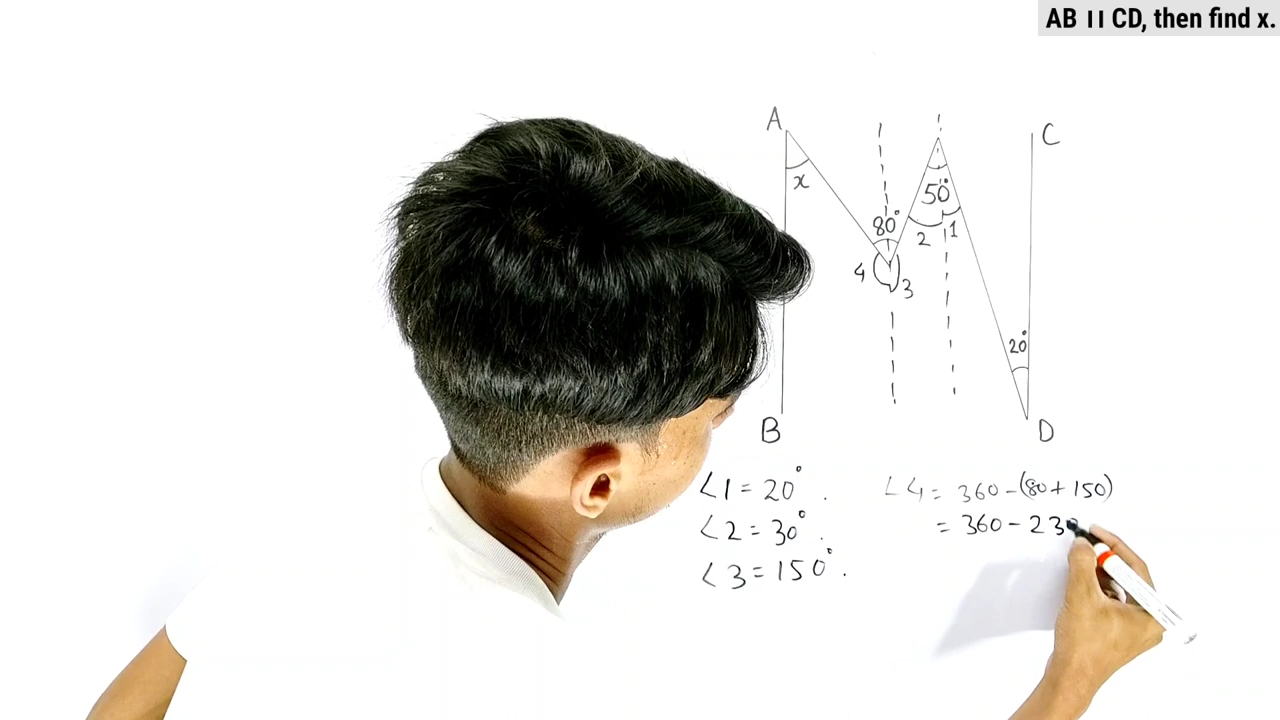 AB || CD, then find x.
A
C
x
80°
50°
2
1
4
3
20°
B
D
∠1 = 20°.
∠2 = 30°.
∠3 = 150°.
∠4 = 360 - (80 + 150)
= 360 - 230